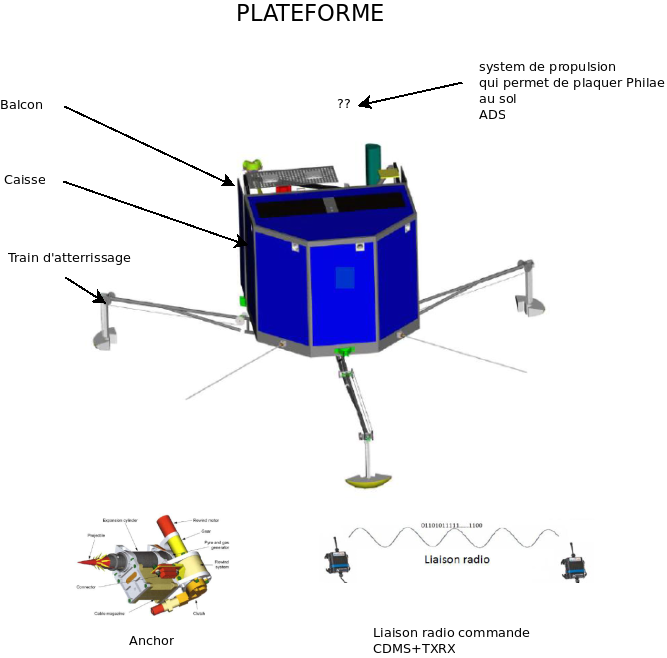 PLATEFORME
system de propulsion
qui permet de plaquer Philae
au sol
ADS
??
Balcon
Caisse
Train d'atterrissage
Expansion cylinder
Rewind motor
Gear
Projectile
Pyro and gas
generator
Rewind
system
Connector
Cable magazine
Clutch
Anchor
01101011111.....1100
Liaison radio
Liaison radio commande
CDMS+TXRX